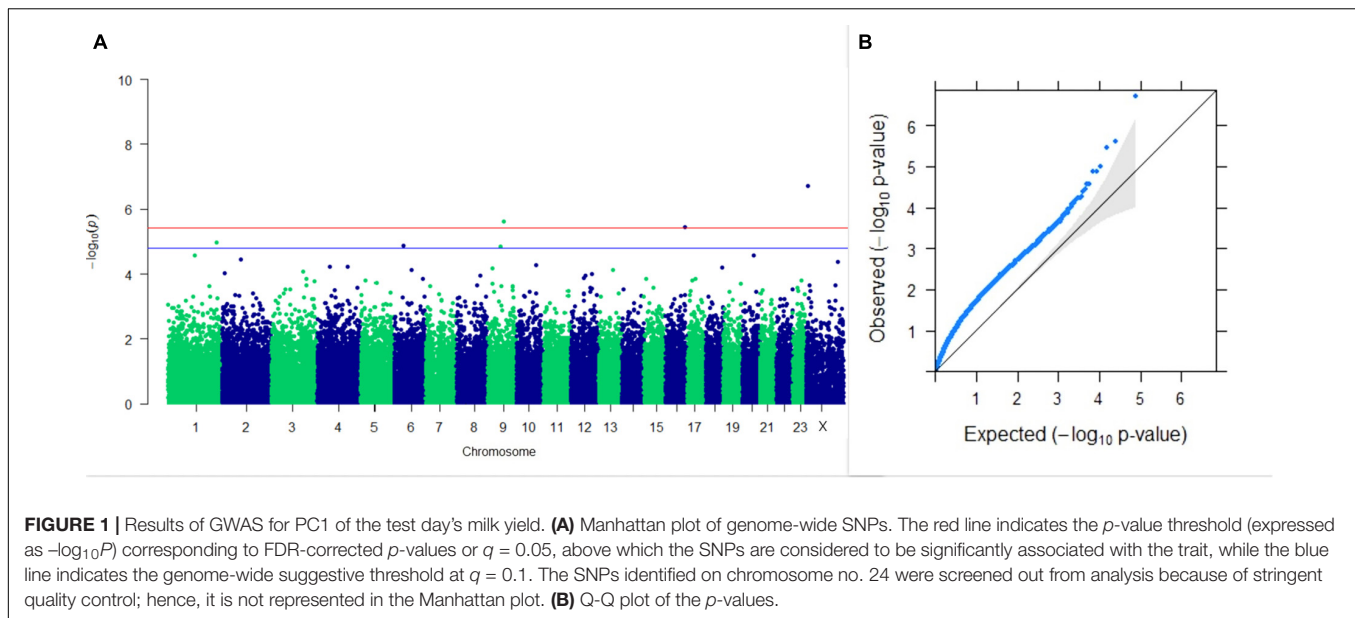 A
10
8
6
4
2
0
−log10(p)
1 2 3 4 5 6 7 8 9 10 11 12 13 15 17 19 21 23 X
Chromosome
B
6
5
4
3
2
1
Observed (−log10 p-value)
1 2 3 4 5 6
Expected (−log10 p-value)
FIGURE 1 | Results of GWAS for PC1 of the test day's milk yield. (A) Manhattan plot of genome-wide SNPs. The red line indicates the p-value threshold (expressed
as –log10P) corresponding to FDR-corrected p-values or q = 0.05, above which the SNPs are considered to be significantly associated with the trait, while the blue
line indicates the genome-wide suggestive threshold at q = 0.1. The SNPs identified on chromosome no. 24 were screened out from analysis because of stringent
quality control; hence, it is not represented in the Manhattan plot. (B) Q-Q plot of the p-values.